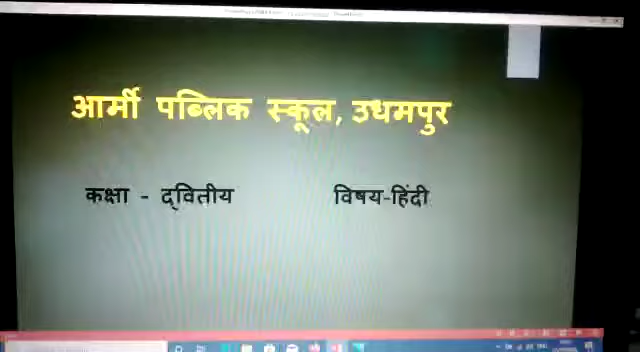 आर्मी पब्लिक स्कूल, उधमपुर
कक्षा - द्वितीय विषय-हिंदी